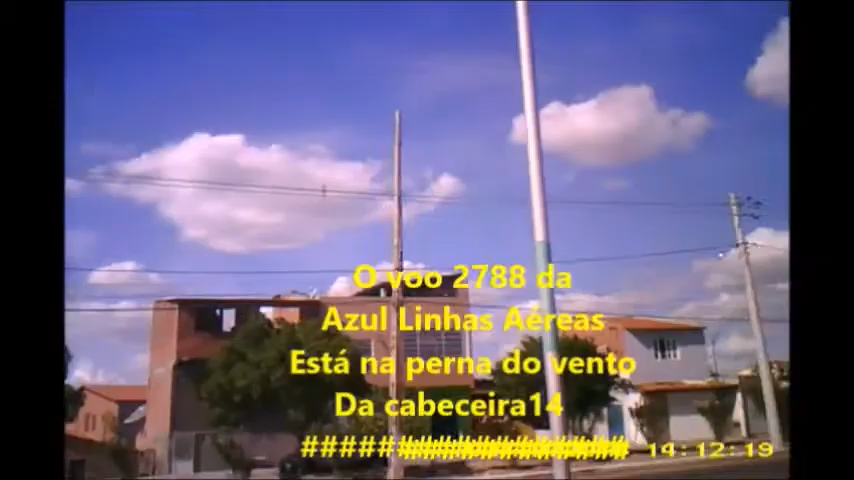 O voo 2788 da
Azul Linhas Aéreas
Está na perna do vento
Da cabeceira14
14:12:19